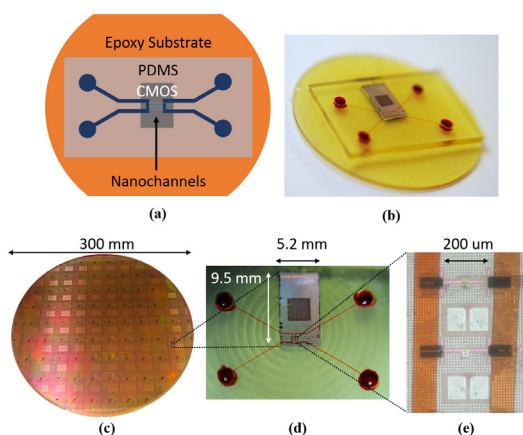 Epoxy Substrate
PDMS
CMOS
Nanochannels
(a)
(b)
300 mm
5.2 mm
9.5 mm
200 um
(c)
(d)
(e)